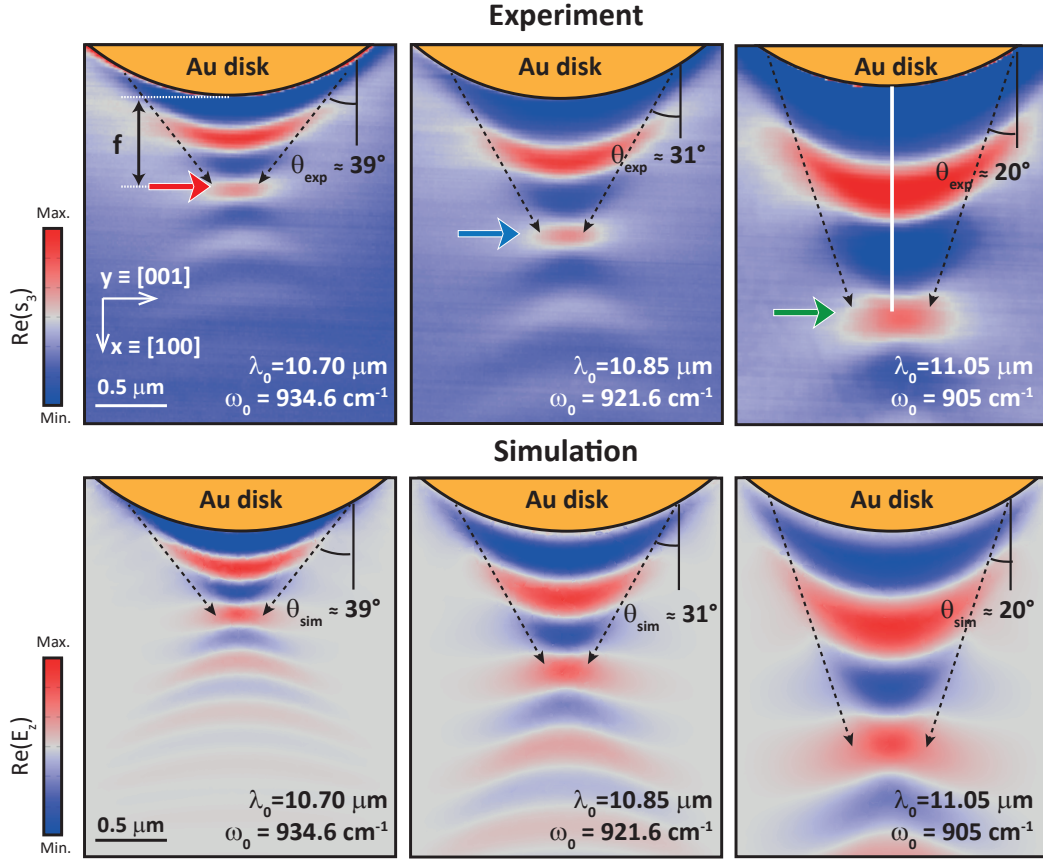 Experiment
Au disk
f
θexp ≈ 39°
y ≡ [001]
x ≡ [100]
0.5 μm
λ₀=10.70 μm
ω₀ = 934.6 cm⁻¹
Au disk
θexp ≈ 31°
λ₀=10.85 μm
ω₀ = 921.6 cm⁻¹
Au disk
θexp ≈ 20°
λ₀=11.05 μm
ω₀ = 905 cm⁻¹
Max.
Re(s₃)
Min.
Simulation
Au disk
θsim ≈ 39°
0.5 μm
λ₀=10.70 μm
ω₀ = 934.6 cm⁻¹
Au disk
θsim ≈ 31°
λ₀=10.85 μm
ω₀ = 921.6 cm⁻¹
Au disk
θsim ≈ 20°
λ₀=11.05 μm
ω₀ = 905 cm⁻¹
Max.
Re(E_z)
Min.